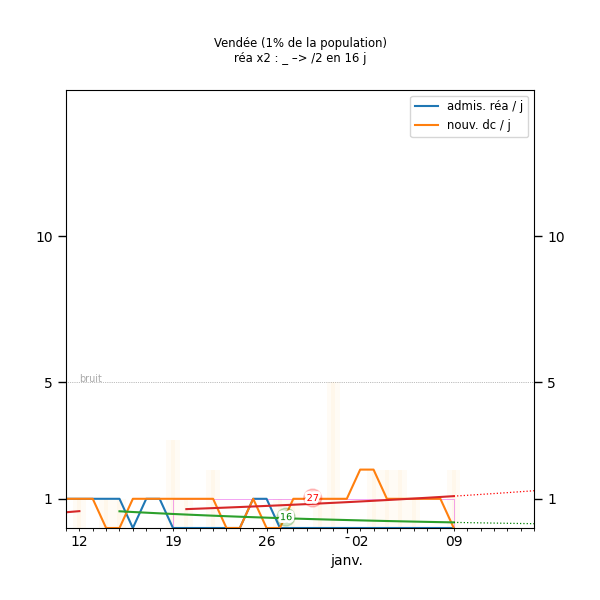 Vendée (1% de la population)
réa x2 : _ –> /2 en 16 j
admis. réa / j
nouv. dc / j
10 10
bruit
5 5
27
1 1
16
12 19 26 02 09
janv.